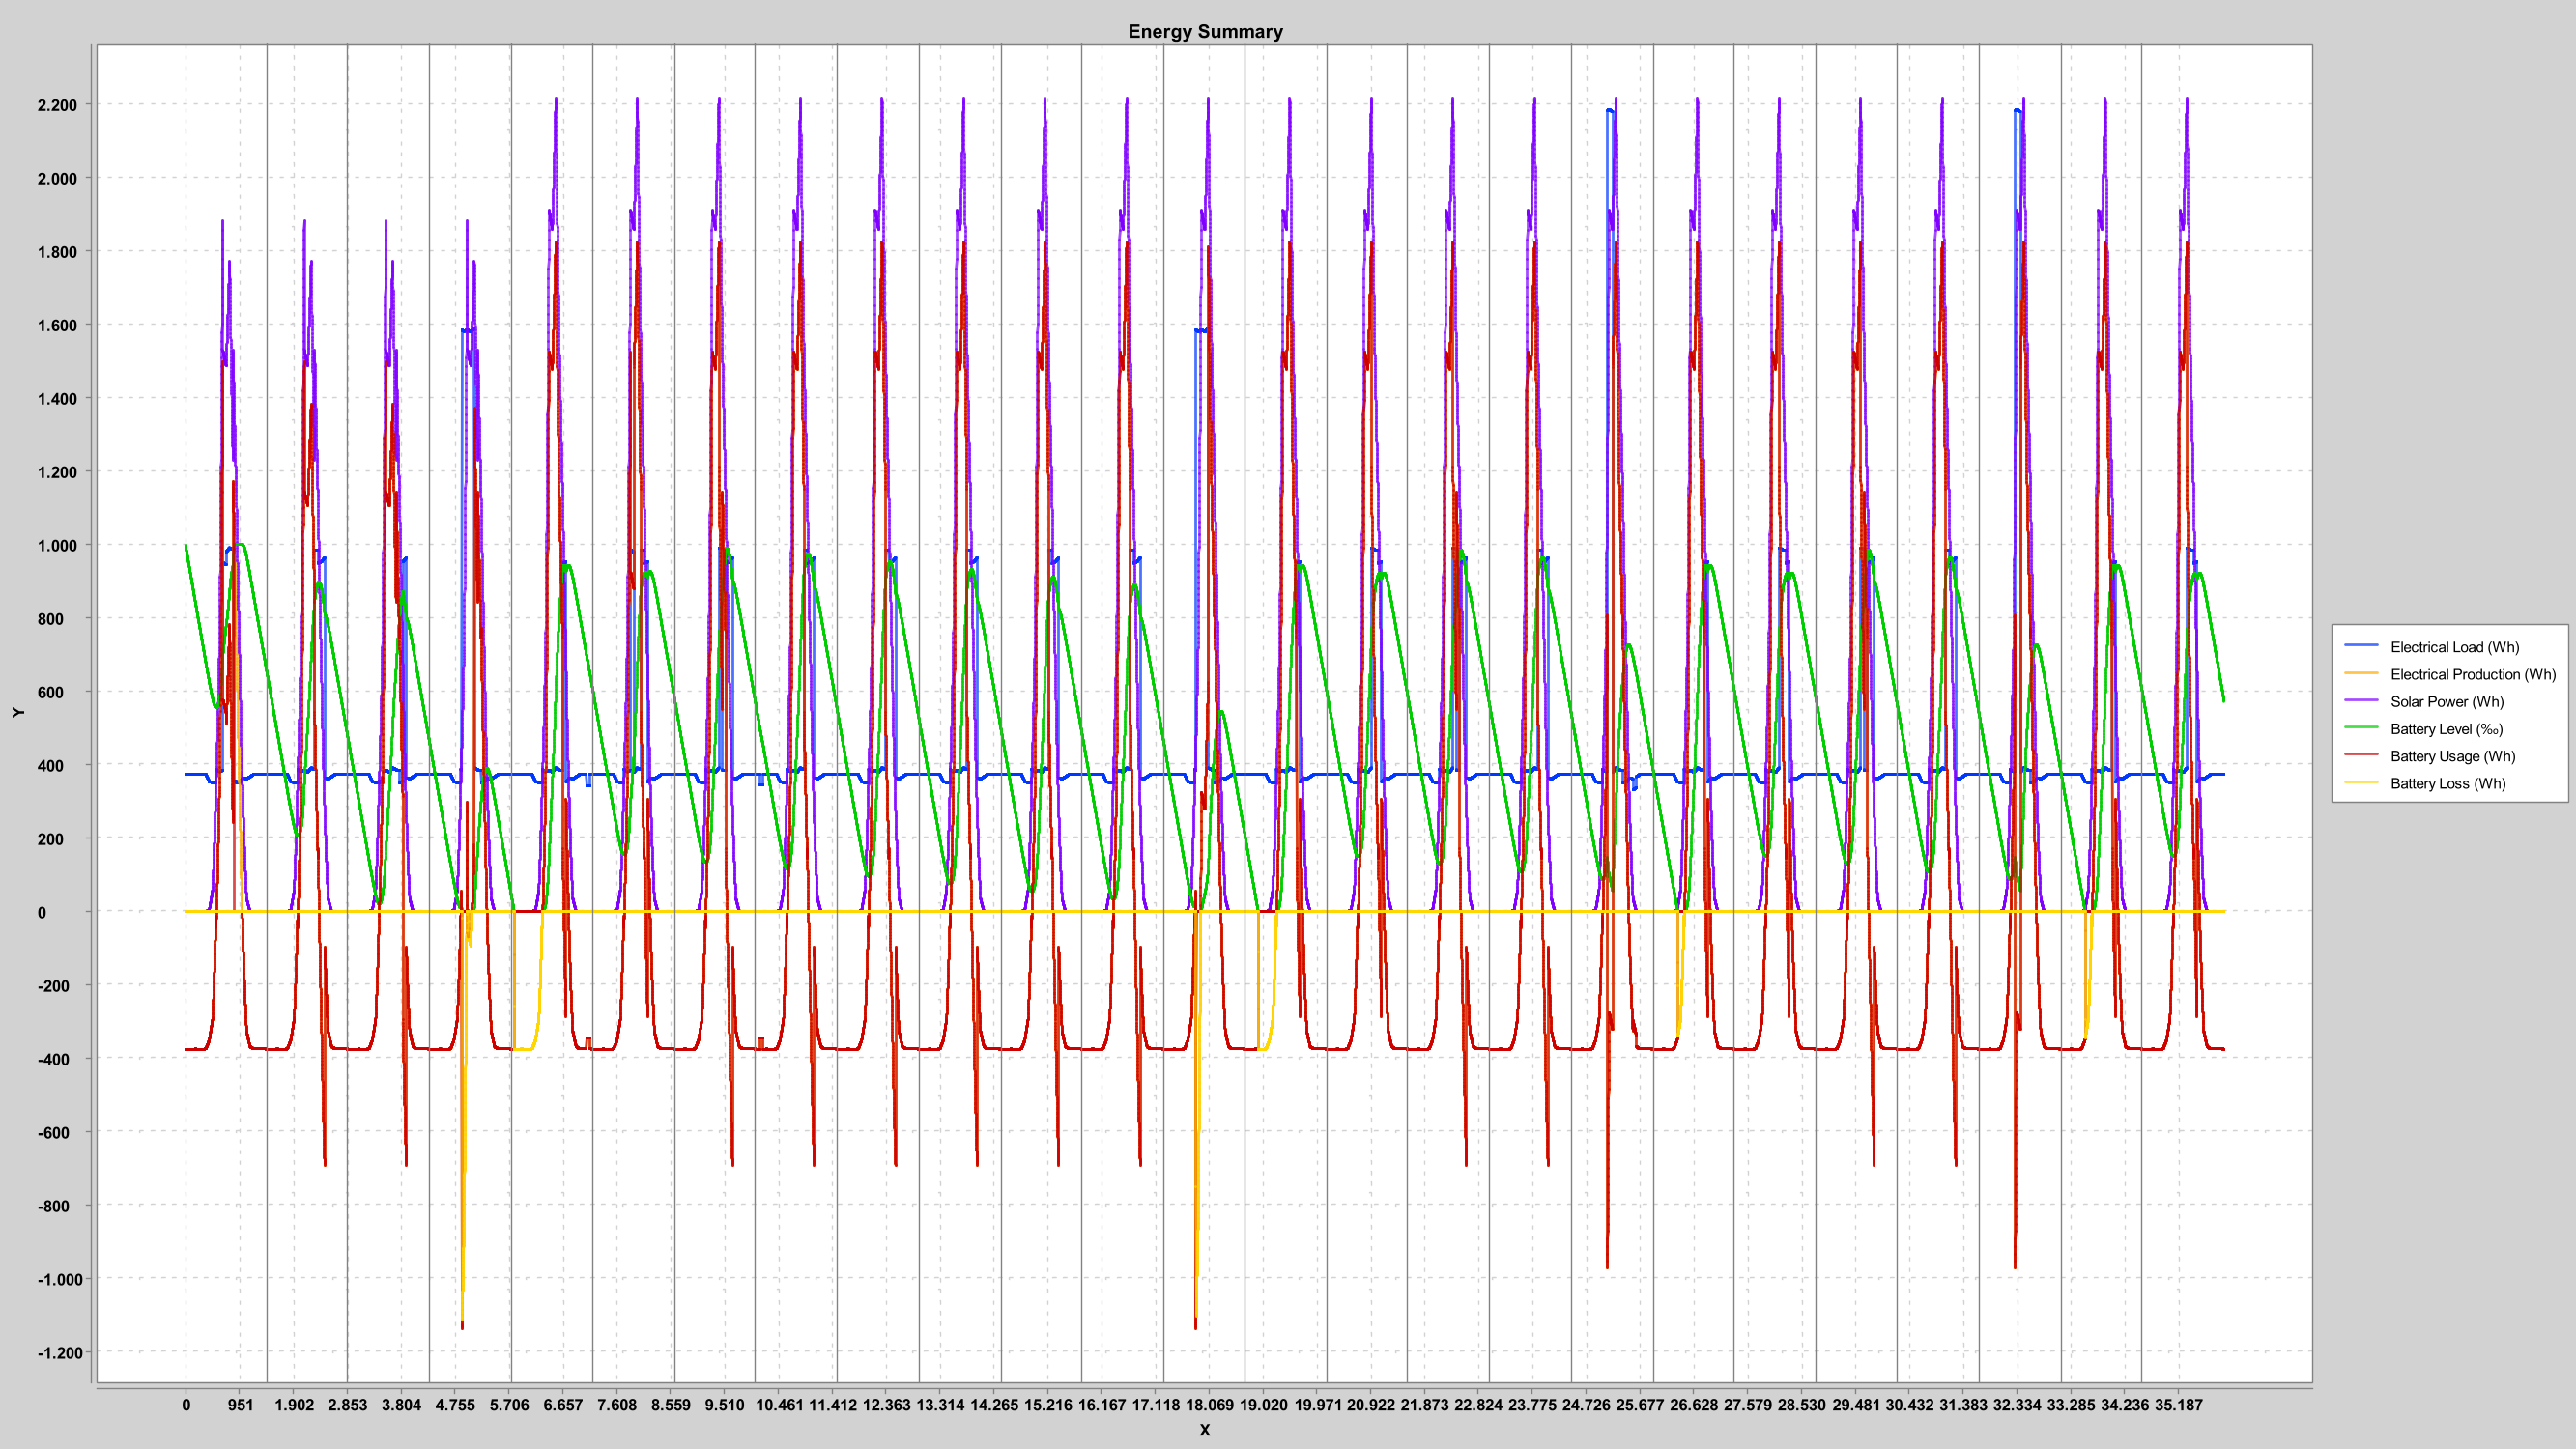 Energy Summary
2.200
2.000
1.800
1.600
1.400
1.200
1.000
800
600
400
200
0
-200
-400
-600
-800
-1.000
-1.200
Y
Electrical Load (Wh)
Electrical Production (Wh)
Solar Power (Wh)
Battery Level (‰)
Battery Usage (Wh)
Battery Loss (Wh)
0 951 1.902 2.853 3.804 4.755 5.706 6.657 7.608 8.559 9.510 10.461 11.412 12.363 13.314 14.265 15.216 16.167 17.118 18.069 19.020 19.971 20.922 21.873 22.824 23.775 24.726 25.677 26.628 27.579 28.530 29.481 30.432 31.383 32.334 33.285 34.236 35.187
X